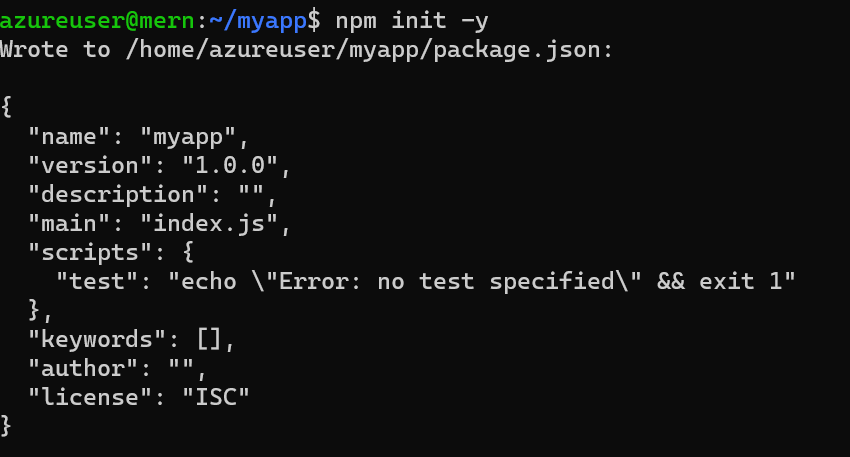 azureuser@mern:~/myapp$ npm init -y
Wrote to /home/azureuser/myapp/package.json:

{
  "name": "myapp",
  "version": "1.0.0",
  "description": "",
  "main": "index.js",
  "scripts": {
    "test": "echo \"Error: no test specified\" && exit 1"
  },
  "keywords": [],
  "author": "",
  "license": "ISC"
}